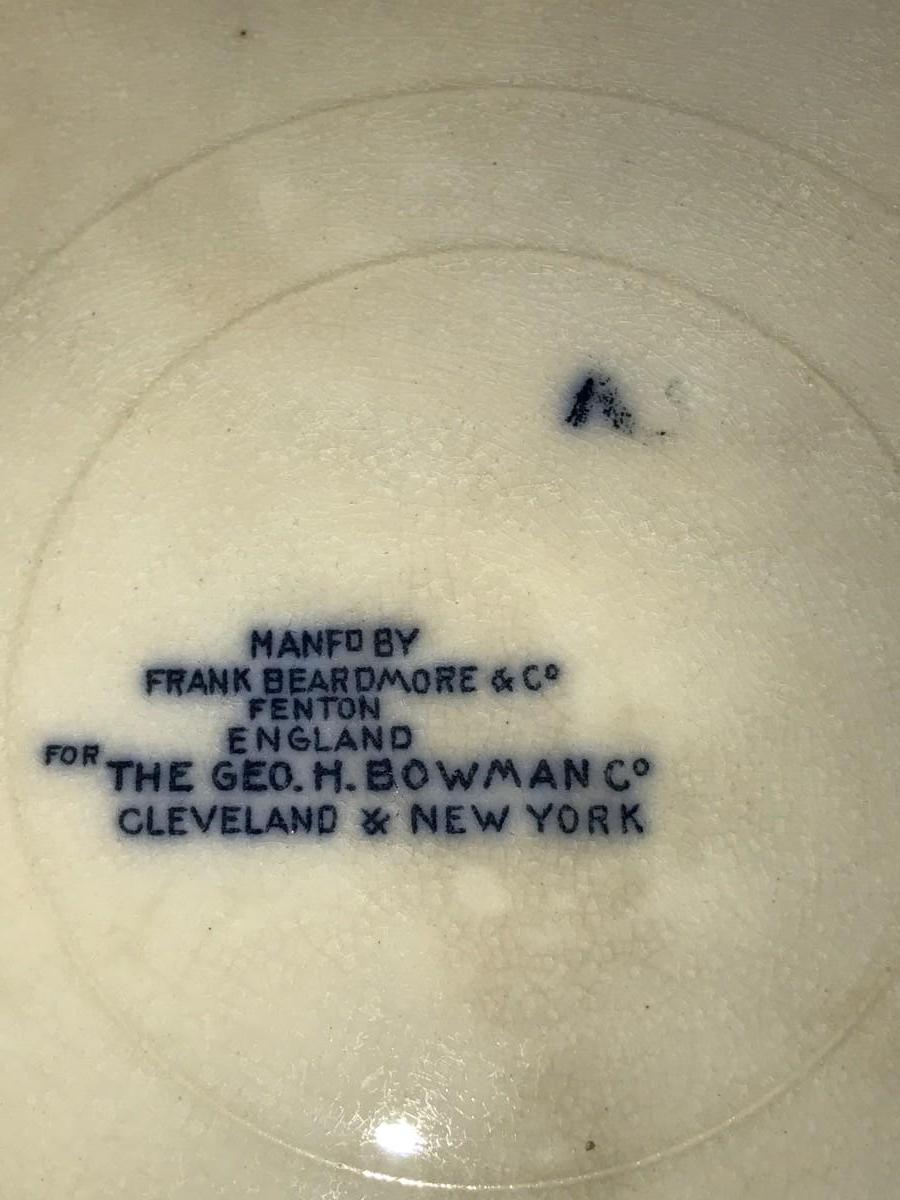 A
MANFD BY
FRANK BEARDMORE & Co
FENTON
ENGLAND
FOR THE GEO. H. BOWMAN Co
CLEVELAND & NEW YORK